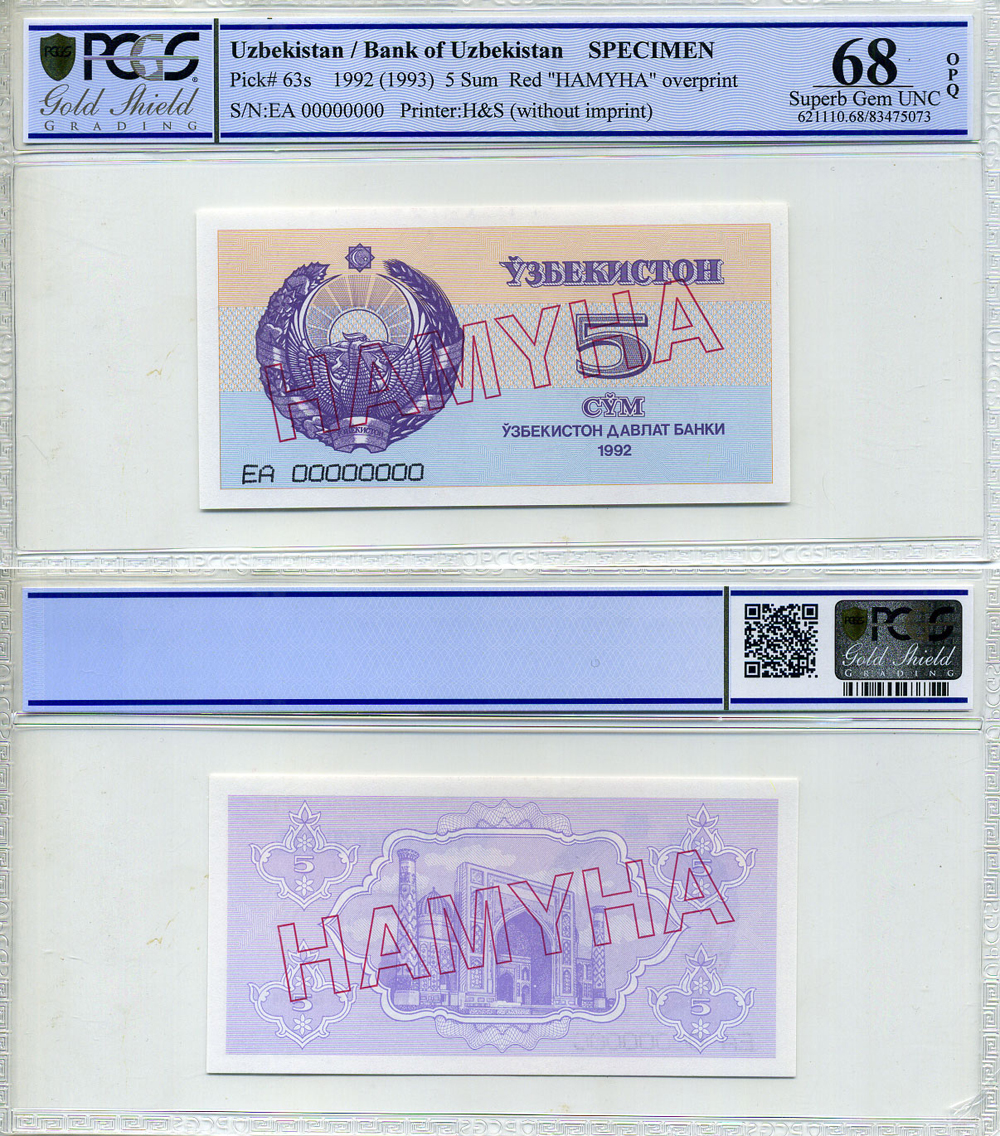 PCGS
Gold Shield
GRADING
Uzbekistan / Bank of Uzbekistan SPECIMEN
Pick# 63s 1992 (1993) 5 Sum Red "HAMYHA" overprint
S/N:EA 00000000 Printer:H&S (without imprint)
68
Superb Gem UNC
621110.68/83475073
OPQ
ЎЗБЕКИСТОН
5
СЎМ
ЎЗБЕКИСТОН ДАВЛАТ БАНКИ
1992
НАМУНА
ЎЗБЕКИСТОН
EA 00000000
PCGS
Gold Shield
GRADING
5
5
НАМУНА
5
5